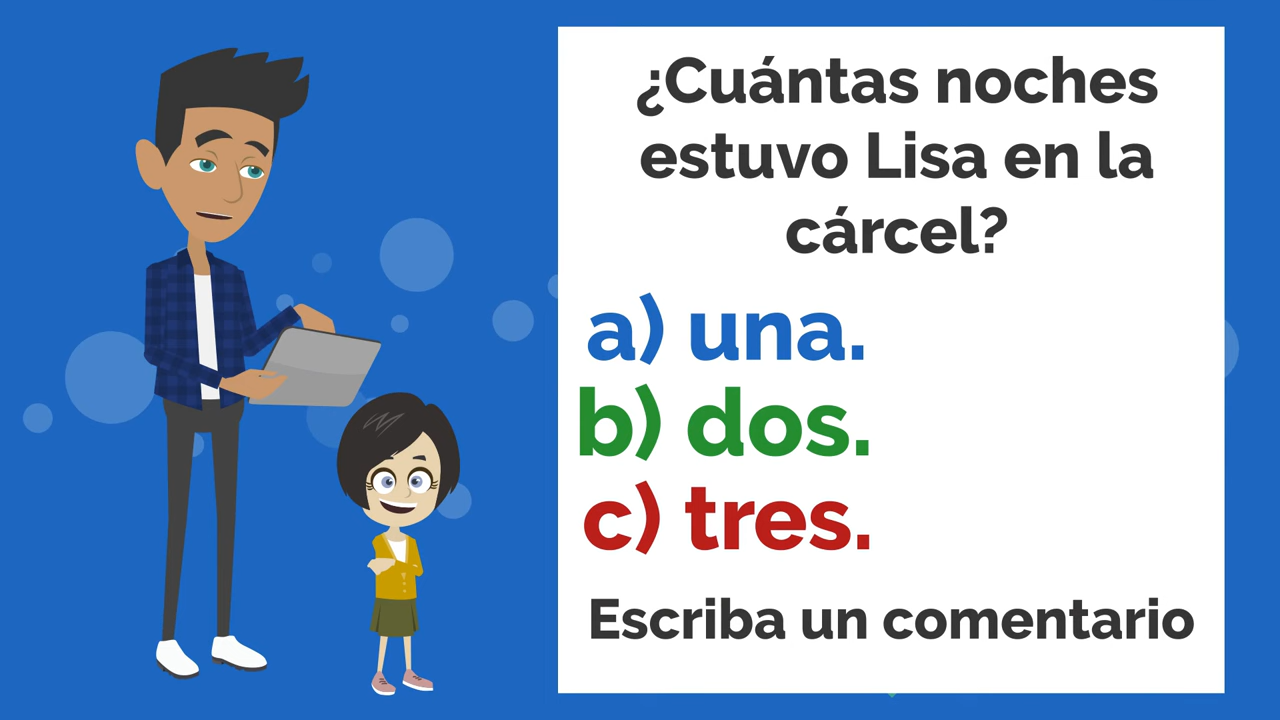 ¿Cuántas noches
estuvo Lisa en la
cárcel?
a) una.
b) dos.
c) tres.
Escriba un comentario